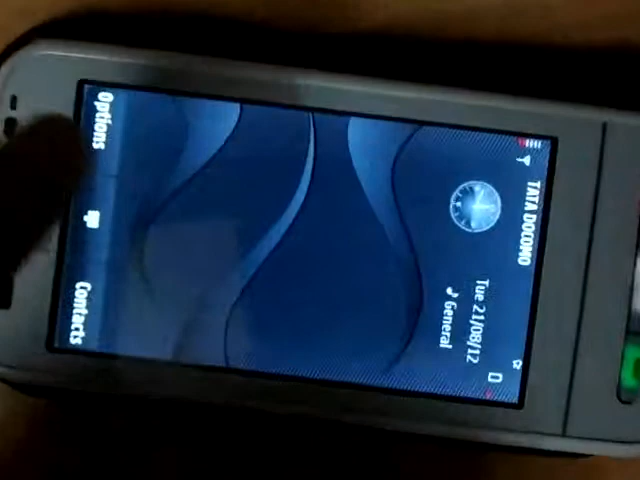 TATA DOCOMO
Tue 21/08/12
General
Options
Contacts